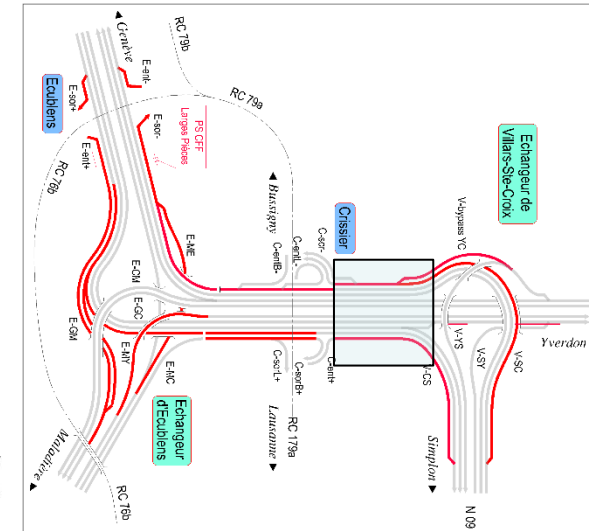 Genève
RC 79b
E-ent-
Ecublens
E-sor+
E-sor-
PS CFF
Larges Pièces
RC 79a
E-ent+
RC 76b
E-ME
E-CM
E-GC
E-GM
E-MY
E-MC
Echangeur
d'Ecublens
Maladière
RC 76b
Bussigny
C-entB-
C-entL-
C-sor-
Crissier
C-sorL+
C-sorB+
C-ent+
Lausanne
RC 179a
Echangeur de
Villars-Ste-Croix
V-bypass YC
V-YS
V-SY
V-SC
V-CS
Yverdon
Simplon
N 09